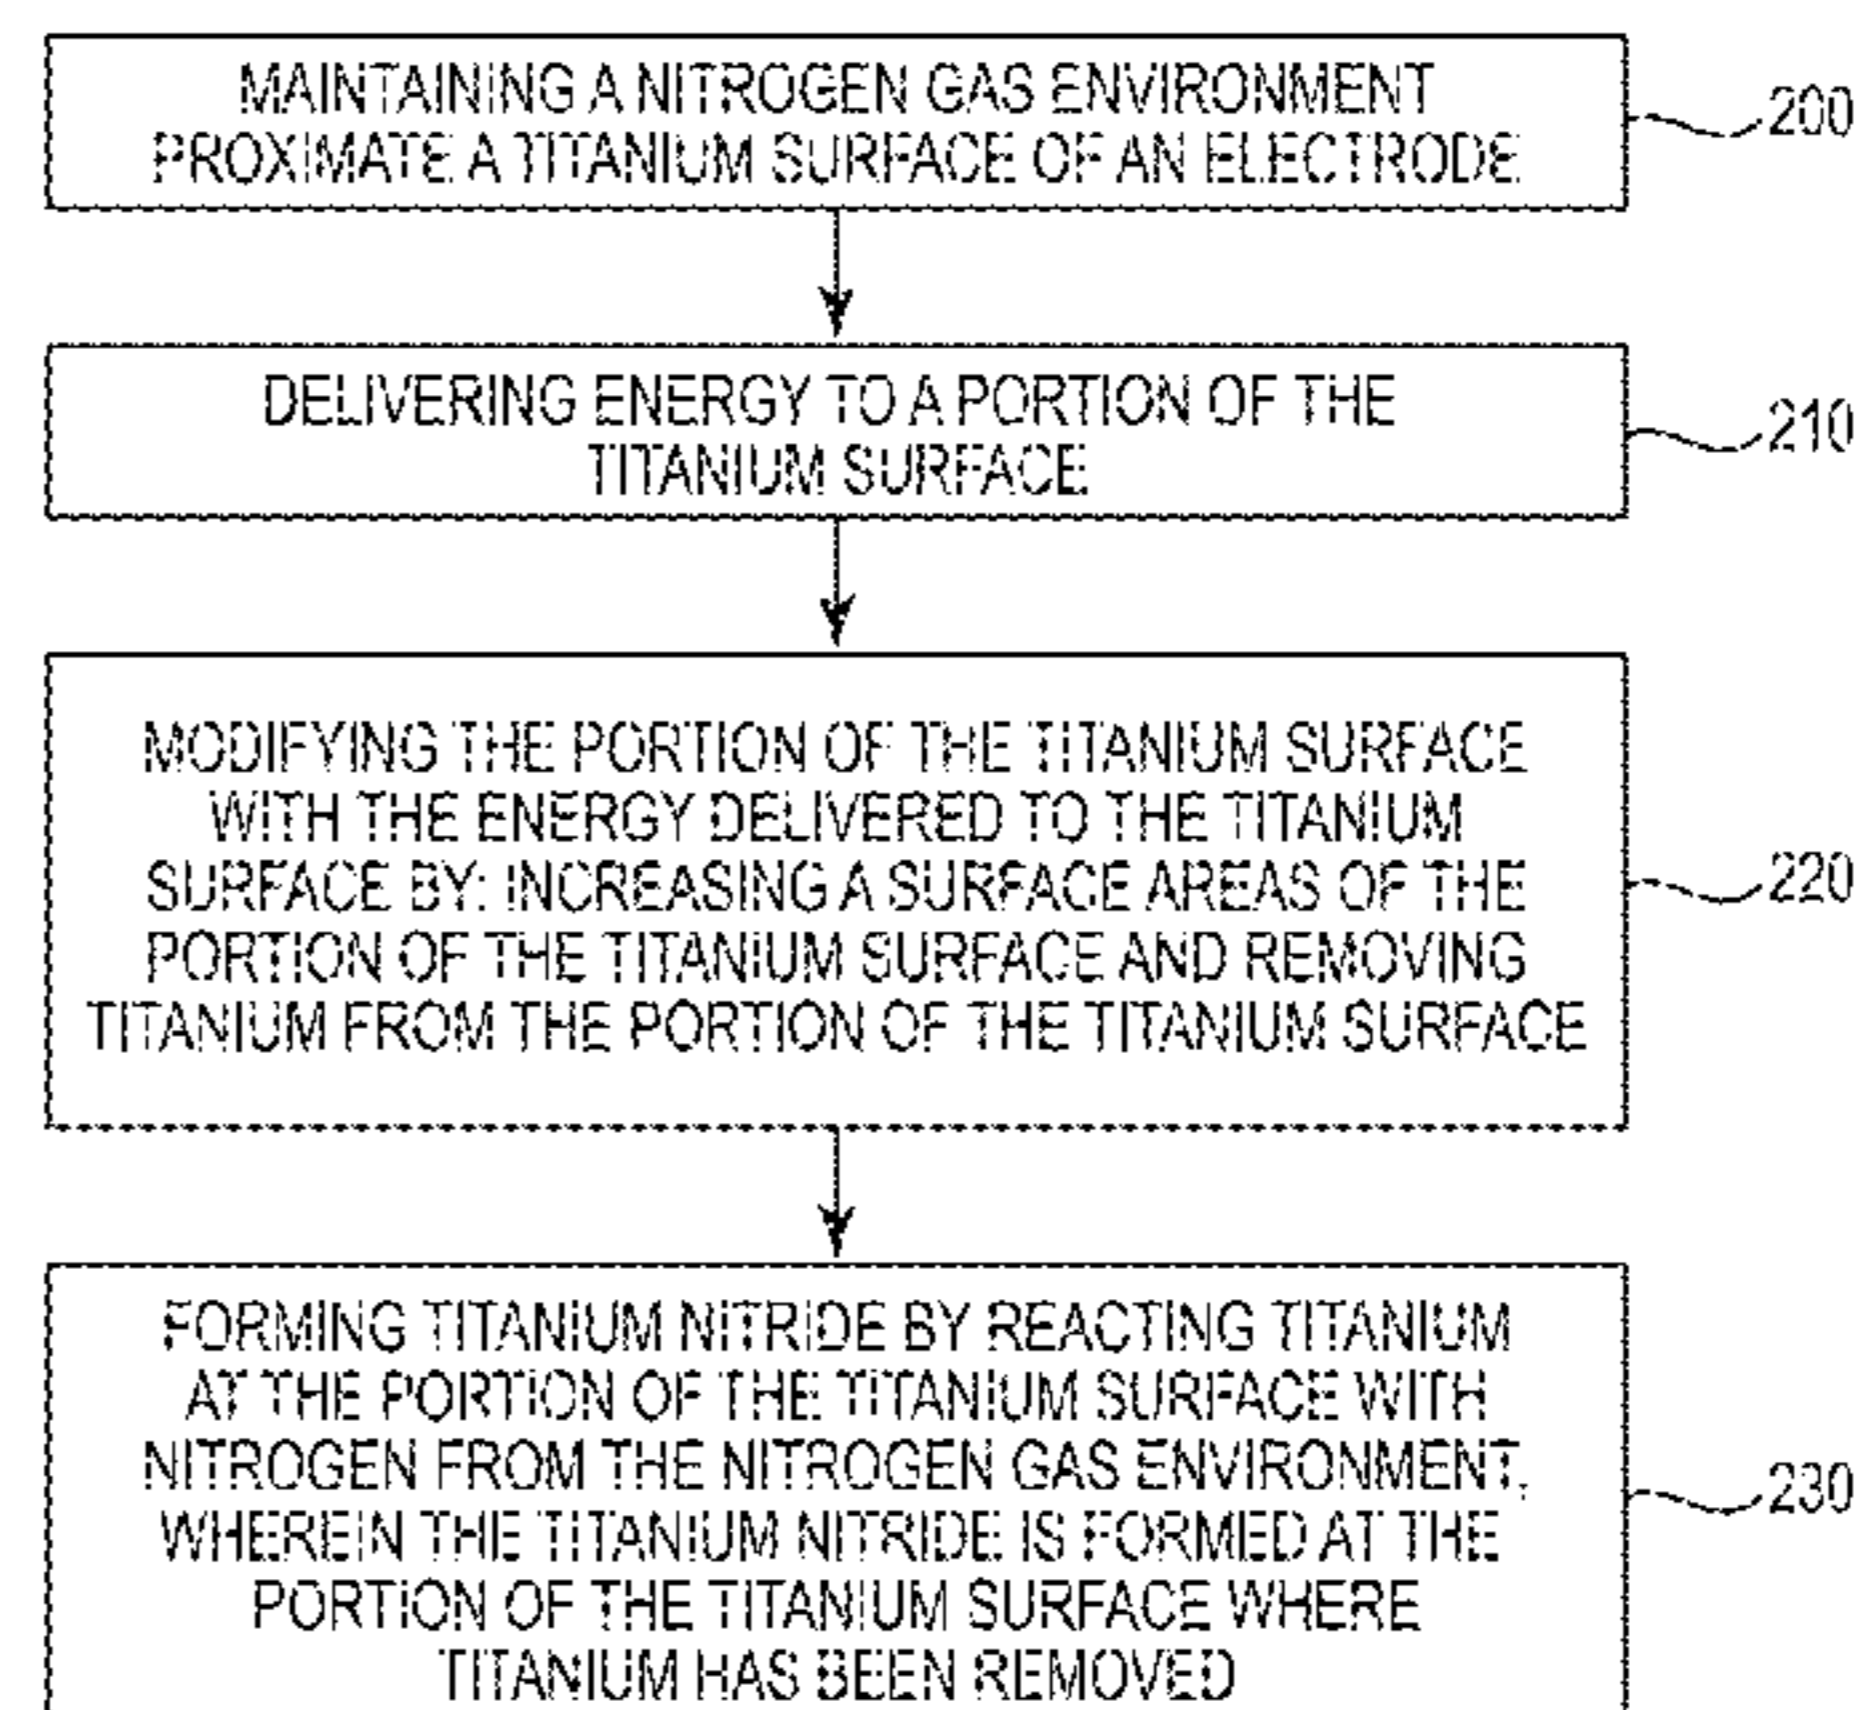 MAINTAINING A NITROGEN GAS ENVIRONMENT
PROXIMATE A TITANIUM SURFACE OF AN ELECTRODE
200
DELIVERING ENERGY TO A PORTION OF THE
TITANIUM SURFACE
210
MODIFYING THE PORTION OF THE TITANIUM SURFACE
WITH THE ENERGY DELIVERED TO THE TITANIUM
SURFACE BY: INCREASING A SURFACE AREAS OF THE
PORTION OF THE TITANIUM SURFACE AND REMOVING
TITANIUM FROM THE PORTION OF THE TITANIUM SURFACE
220
FORMING TITANIUM NITRIDE BY REACTING TITANIUM
AT THE PORTION OF THE TITANIUM SURFACE WITH
NITROGEN FROM THE NITROGEN GAS ENVIRONMENT,
WHEREIN THE TITANIUM NITRIDE IS FORMED AT THE
PORTION OF THE TITANIUM SURFACE WHERE
TITANIUM HAS BEEN REMOVED
230